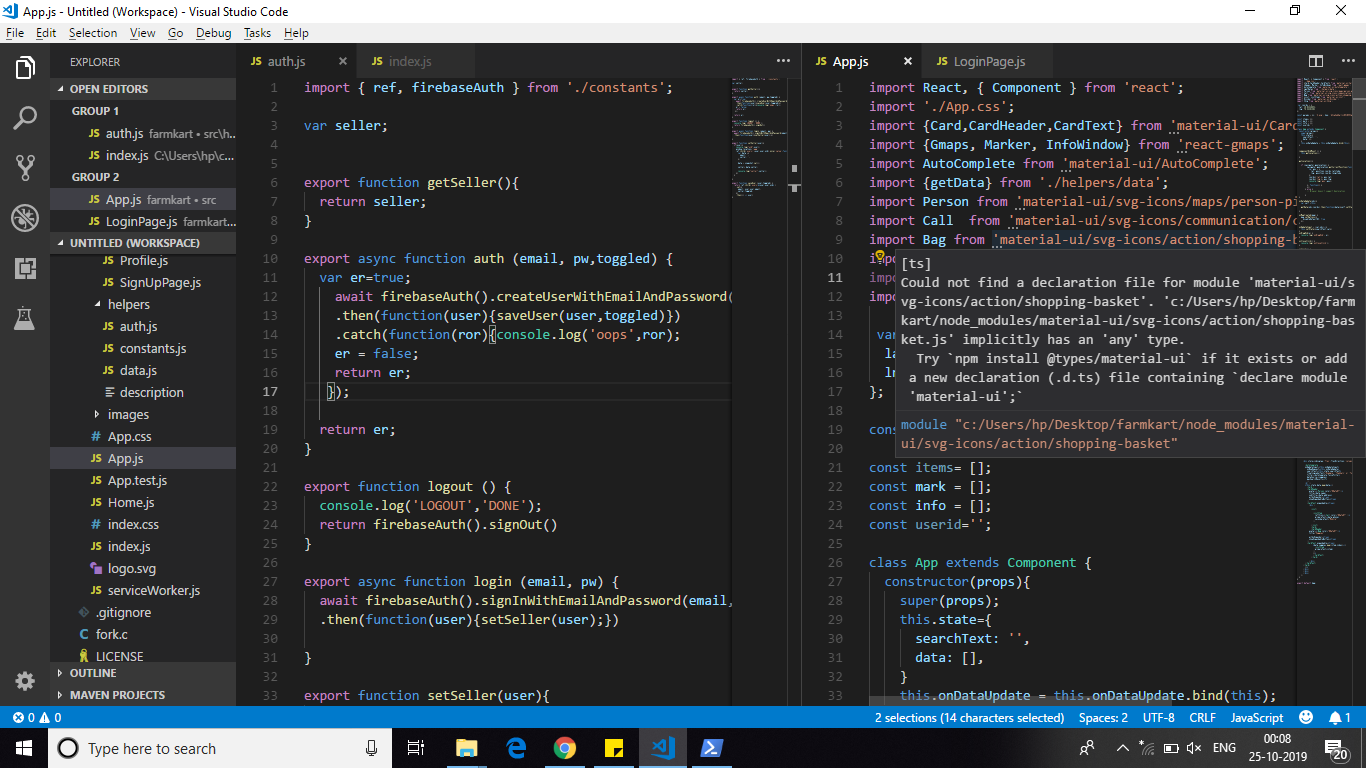 App.js - Untitled (Workspace) - Visual Studio Code
File Edit Selection View Go Debug Tasks Help
EXPLORER
OPEN EDITORS
GROUP 1
JS auth.js farmkart • src\h...
JS index.js C:\Users\hp\c...
GROUP 2
JS App.js farmkart • src
JS LoginPage.js farmkart...
UNTITLED (WORKSPACE)
JS Profile.js
JS SignUpPage.js
helpers
JS auth.js
JS constants.js
JS data.js
description
images
# App.css
JS App.js
JS App.test.js
JS Home.js
# index.css
JS index.js
logo.svg
JS serviceWorker.js
.gitignore
C fork.c
LICENSE
OUTLINE
MAVEN PROJECTS
JS auth.js
JS index.js
1 import { ref, firebaseAuth } from './constants';
2
3 var seller;
4
5
6 export function getSeller(){
7 return seller;
8 }
9
10 export async function auth (email, pw,toggled) {
11 var er=true;
12 await firebaseAuth().createUserWithEmailAndPassword(
13 .then(function(user){saveUser(user,toggled)})
14 .catch(function(ror){console.log('oops',ror);
15 er = false;
16 return er;
17 });
18
19 return er;
20 }
21
22 export function logout () {
23 console.log('LOGOUT','DONE');
24 return firebaseAuth().signOut()
25 }
26
27 export async function login (email, pw) {
28 await firebaseAuth().signInWithEmailAndPassword(email,
29 .then(function(user){setSeller(user);})
30
31 }
32
33 export function setSeller(user){
JS App.js
JS LoginPage.js
1 import React, { Component } from 'react';
2 import './App.css';
3 import {Card,CardHeader,CardText} from 'material-ui/Card
4 import {Gmaps, Marker, InfoWindow} from 'react-gmaps';
5 import AutoComplete from 'material-ui/AutoComplete';
6 import {getData} from './helpers/data';
7 import Person from 'material-ui/svg-icons/maps/person-pi
8 import Call from 'material-ui/svg-icons/communication/c
9 import Bag from 'material-ui/svg-icons/action/shopping-b
10
11 impo
12 impo
13
14 va
15 la
16 ln
17 };
18
19 cons
20
21 const items= [];
22 const mark = [];
23 const info = [];
24 const userid='';
25
26 class App extends Component {
27 constructor(props){
28 super(props);
29 this.state={
30 searchText: '',
31 data: [],
32 }
33 this.onDataUpdate = this.onDataUpdate.bind(this);
[ts]
Could not find a declaration file for module 'material-ui/s
vg-icons/action/shopping-basket'. 'c:/Users/hp/Desktop/farm
kart/node_modules/material-ui/svg-icons/action/shopping-bas
ket.js' implicitly has an 'any' type.
Try `npm install @types/material-ui` if it exists or add
a new declaration (.d.ts) file containing `declare module
'material-ui';`
module "c:/Users/hp/Desktop/farmkart/node_modules/material-
ui/svg-icons/action/shopping-basket"
0 0
2 selections (14 characters selected) Spaces: 2 UTF-8 CRLF JavaScript 1
Type here to search
ENG
00:08
25-10-2019
20